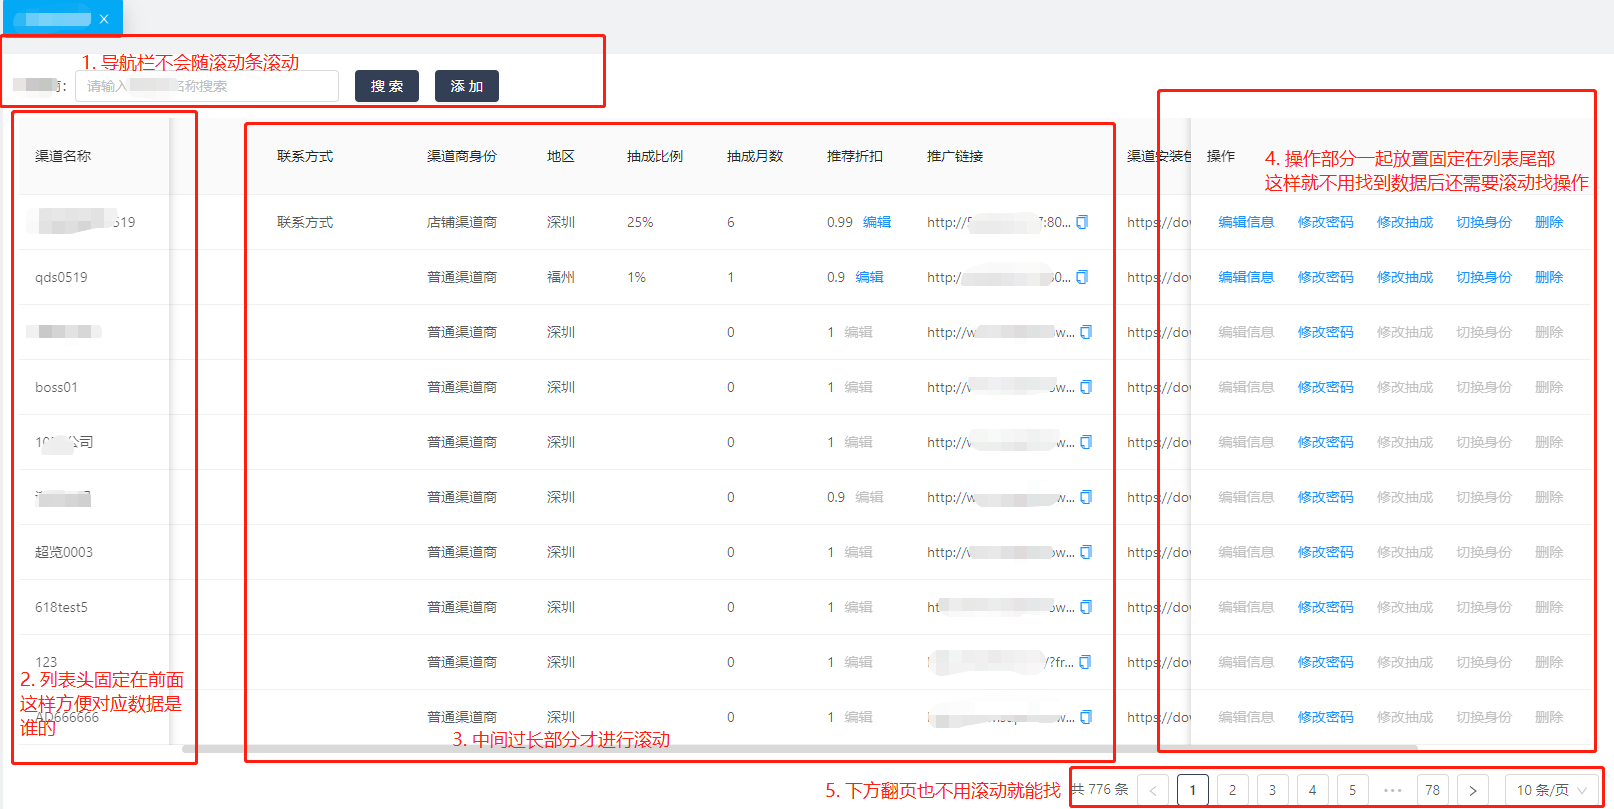 1. 导航栏不会随滚动条滚动
请输入 名称搜索
搜 索
添 加
渠道名称
联系方式
渠道商身份
地区
抽成比例
抽成月数
推荐折扣
推广链接
渠道安装包
操作
4. 操作部分一起放置固定在列表尾部
这样就不用找到数据后还需要滚动找操作
519 联系方式 店铺渠道商 深圳 25% 6 0.99 编辑 http:// :80... https://do 编辑信息 修改密码 修改抽成 切换身份 删除
qds0519 普通渠道商 福州 1% 1 0.9 编辑 http:/ 0... https://do 编辑信息 修改密码 修改抽成 切换身份 删除
普通渠道商 深圳 0 1 编辑 http://w w... https://do 编辑信息 修改密码 修改抽成 切换身份 删除
boss01 普通渠道商 深圳 0 1 编辑 http:// w... https://do 编辑信息 修改密码 修改抽成 切换身份 删除
10 公司 普通渠道商 深圳 0 1 编辑 http:// w... https://do 编辑信息 修改密码 修改抽成 切换身份 删除
普通渠道商 深圳 0 0.9 编辑 http://w w... https://do 编辑信息 修改密码 修改抽成 切换身份 删除
超览0003 普通渠道商 深圳 0 1 编辑 http:// w... https://do 编辑信息 修改密码 修改抽成 切换身份 删除
618test5 普通渠道商 深圳 0 1 编辑 ht w... https://do 编辑信息 修改密码 修改抽成 切换身份 删除
123 普通渠道商 深圳 0 1 编辑 /?fr... https://do 编辑信息 修改密码 修改抽成 切换身份 删除
2. 列表头固定在前面
这样方便对应数据是
谁的
AD666666 普通渠道商 深圳 0 1 编辑 w... https://do 编辑信息 修改密码 修改抽成 切换身份 删除
3. 中间过长部分才进行滚动
5. 下方翻页也不用滚动就能找
共 776 条 < 1 2 3 4 5 ••• 78 > 10 条/页